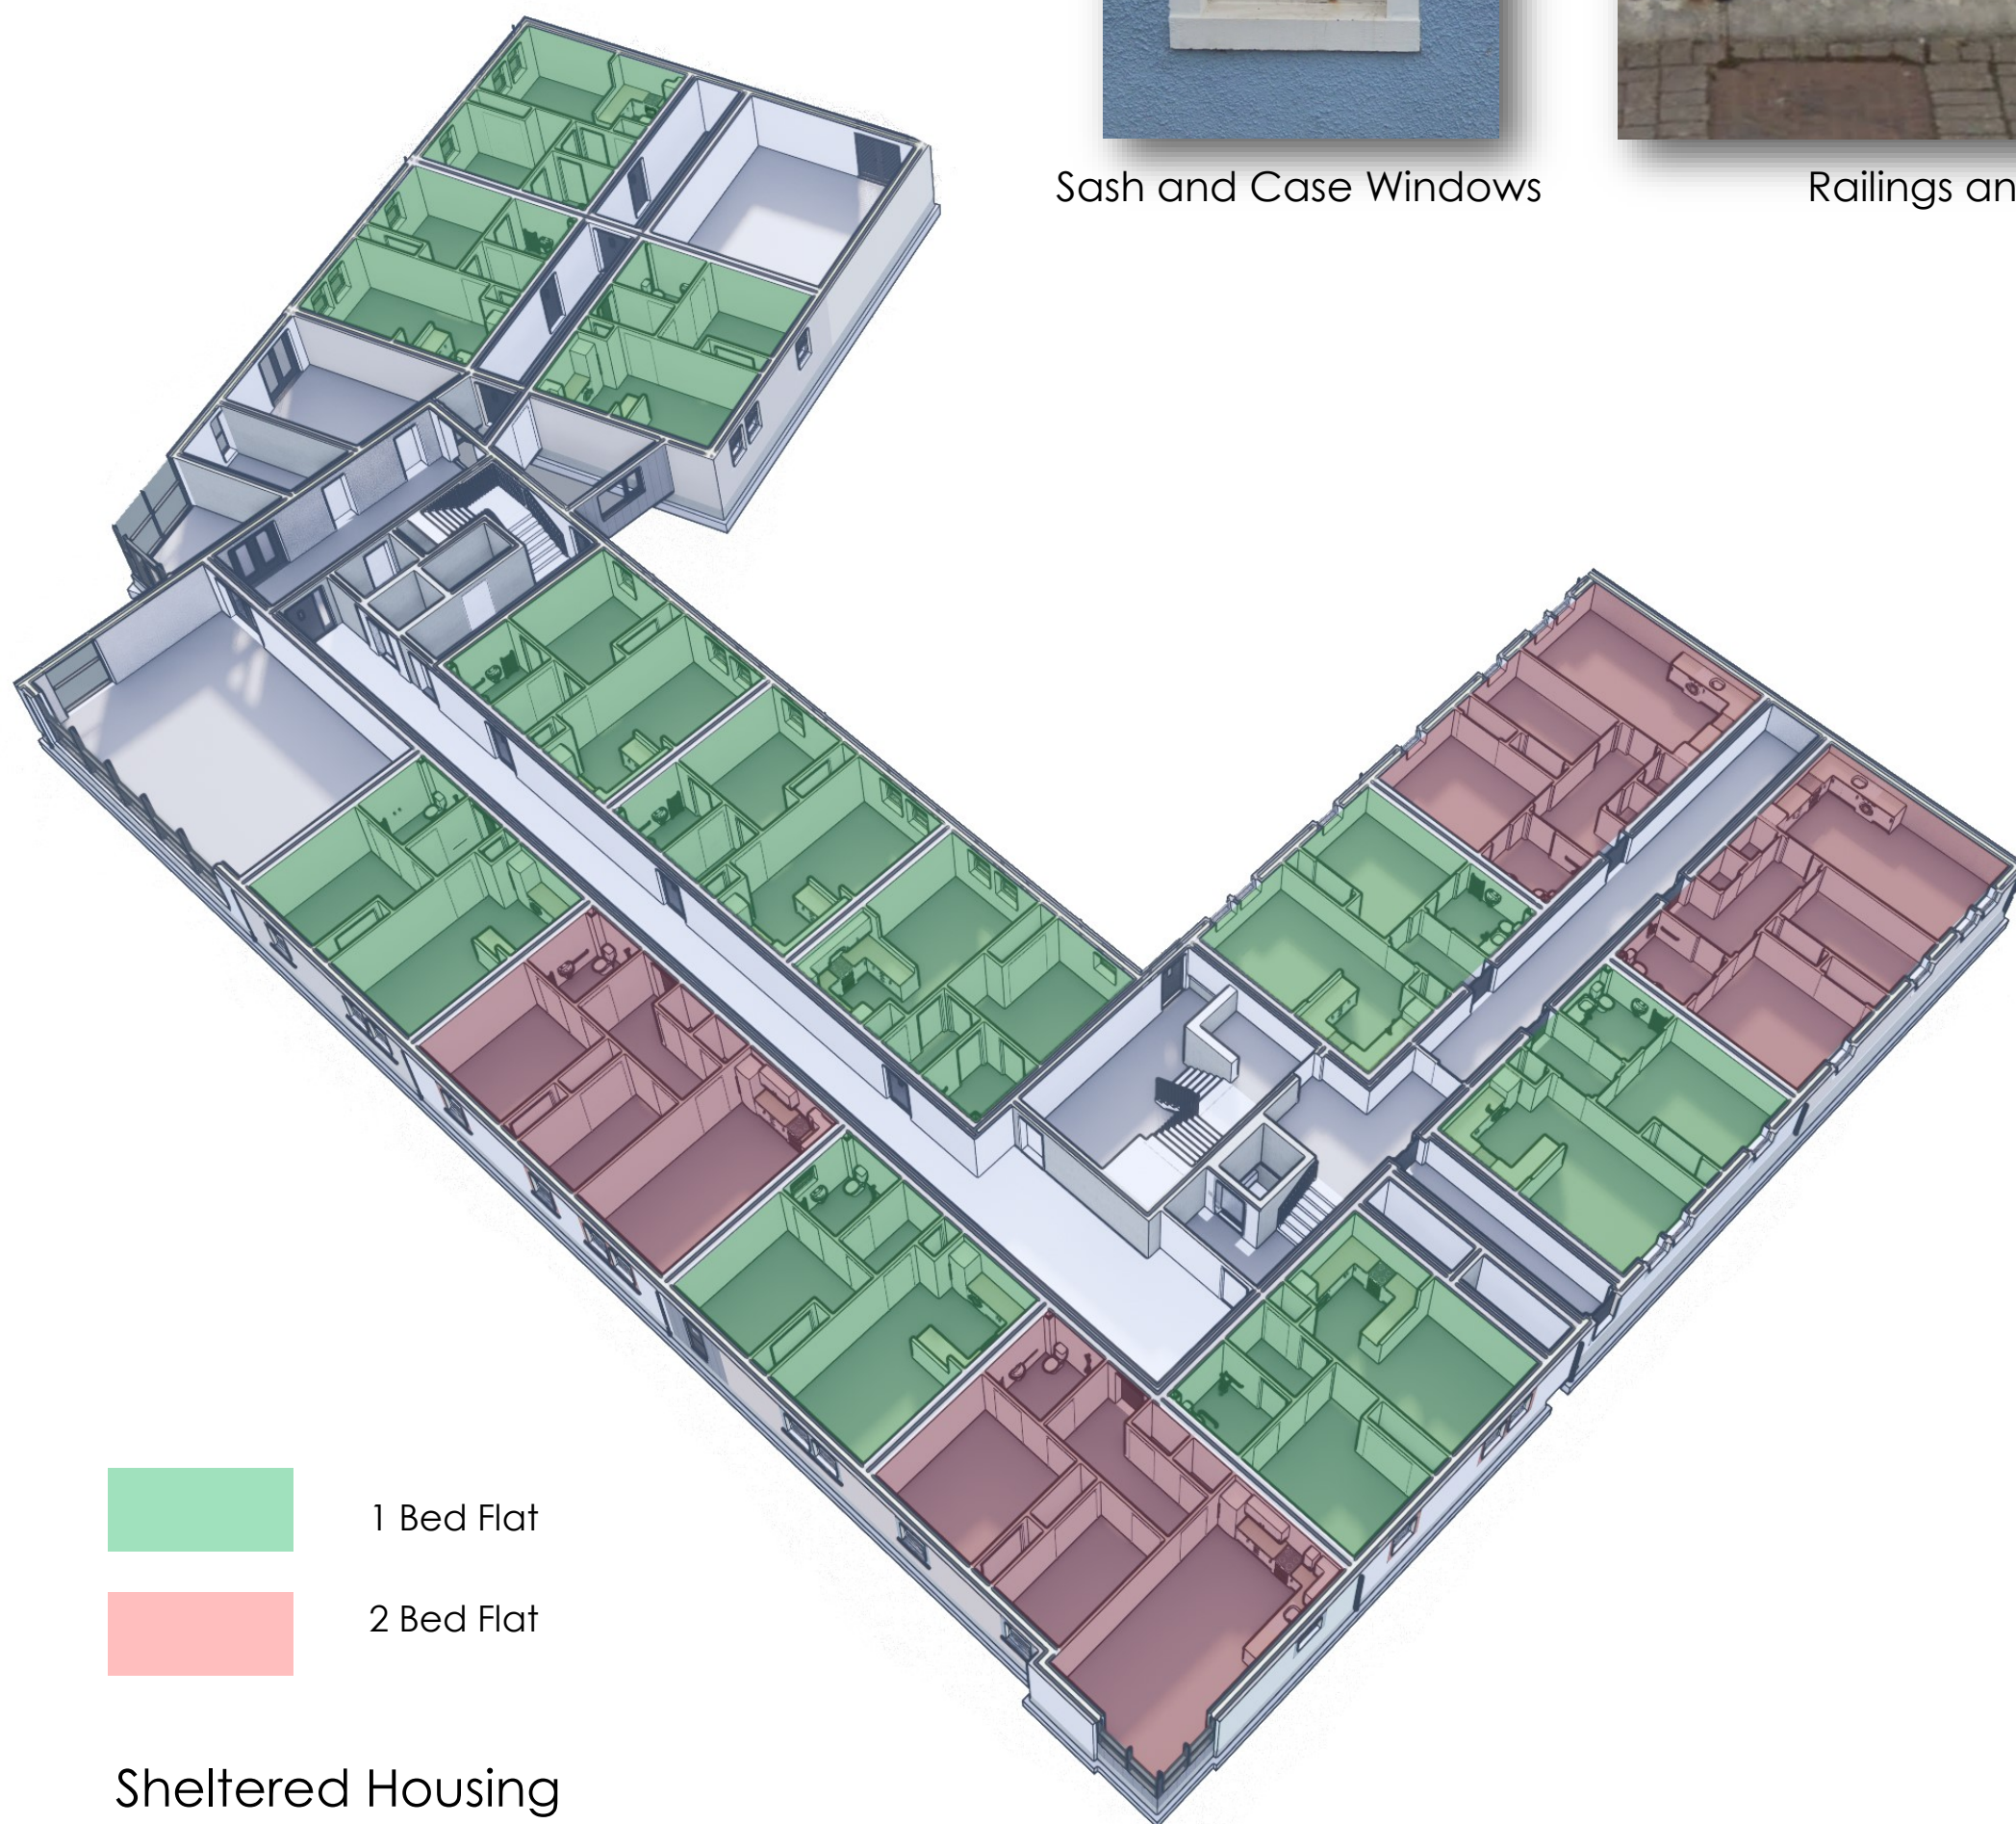 Sash and Case Windows
Railings an
1 Bed Flat
2 Bed Flat
Sheltered Housing